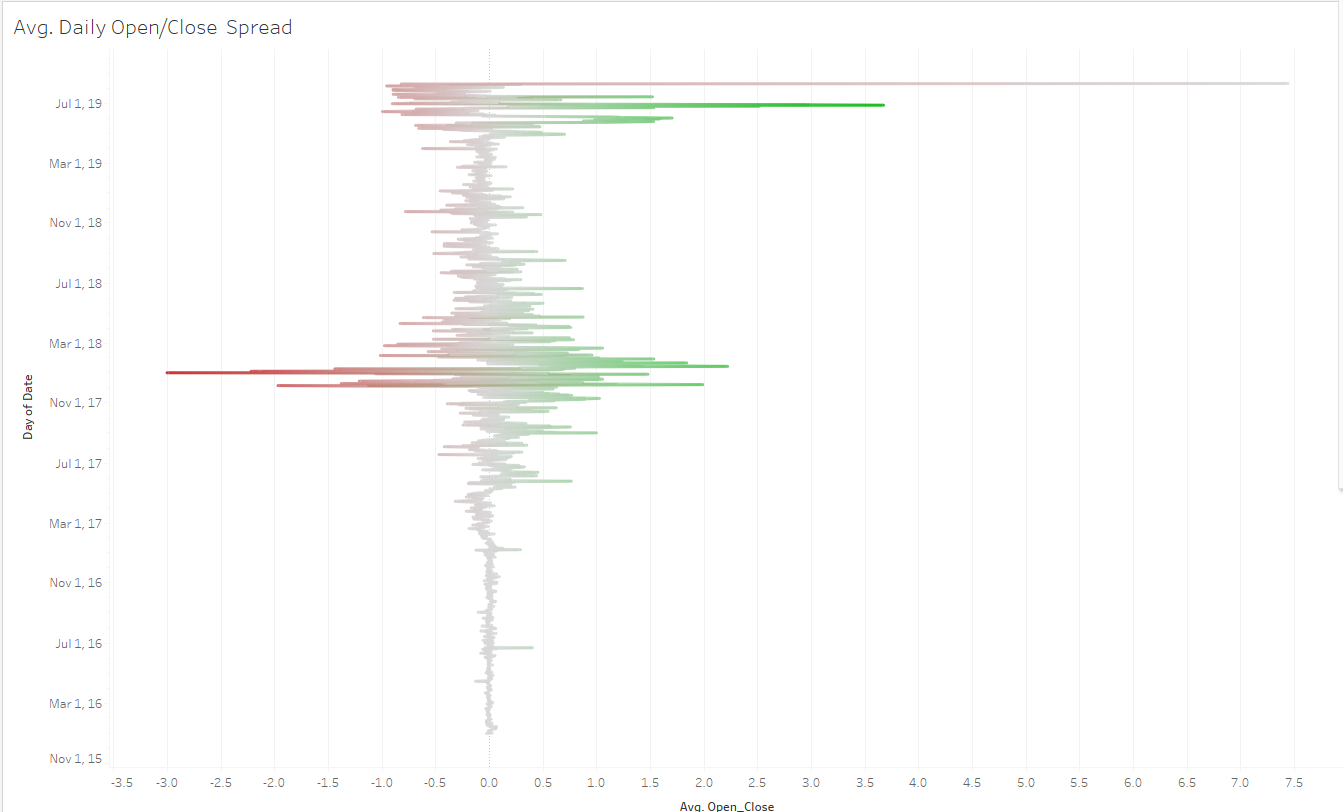 Avg. Daily Open/Close Spread
Jul 1, 19
Mar 1, 19
Nov 1, 18
Jul 1, 18
Mar 1, 18
Nov 1, 17
Jul 1, 17
Mar 1, 17
Nov 1, 16
Jul 1, 16
Mar 1, 16
Nov 1, 15
Day of Date
-3.5 -3.0 -2.5 -2.0 -1.5 -1.0 -0.5 0.0 0.5 1.0 1.5 2.0 2.5 3.0 3.5 4.0 4.5 5.0 5.5 6.0 6.5 7.0 7.5
Avg. Open_Close